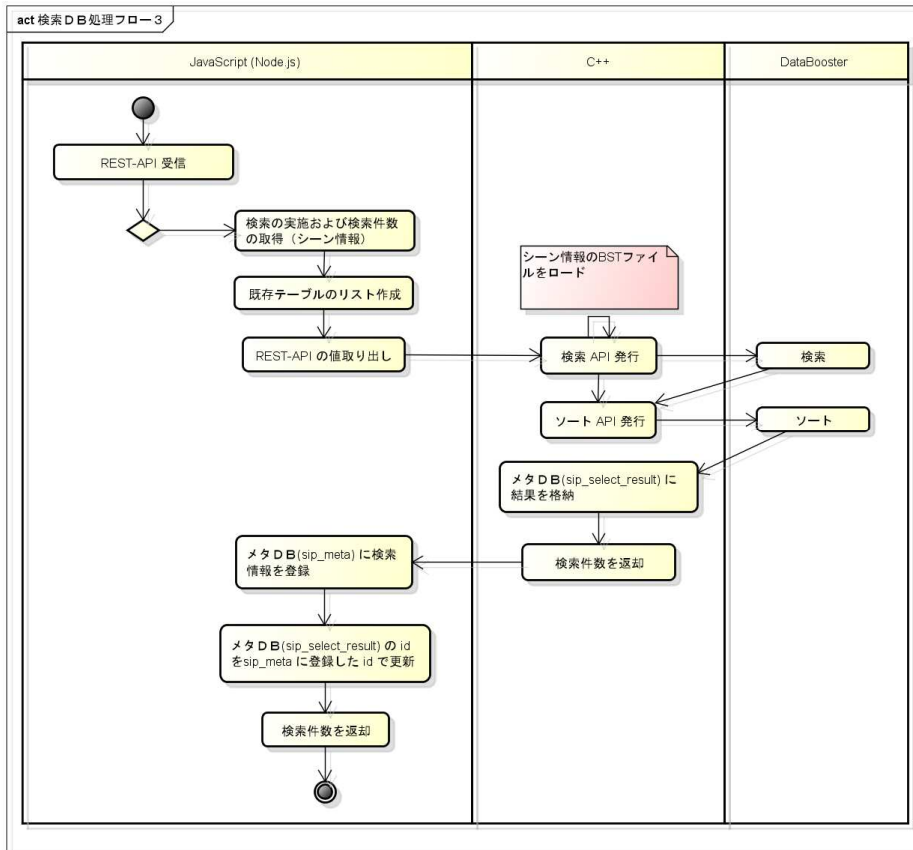 act 検索ＤＢ処理フロー３
JavaScript (Node.js)
C++
DataBooster
REST-API 受信
検索の実施および検索件数
の取得（シーン情報）
シーン情報のBSTファイ
ルをロード
既存テーブルのリスト作成
REST-API の値取り出し
検索 API 発行
検索
ソート API 発行
ソート
メタＤＢ(sip_select_result) に
結果を格納
メタＤＢ(sip_meta) に検索
情報を登録
検索件数を返却
メタＤＢ(sip_select_result) の id
をsip_meta に登録した id で更新
検索件数を返却